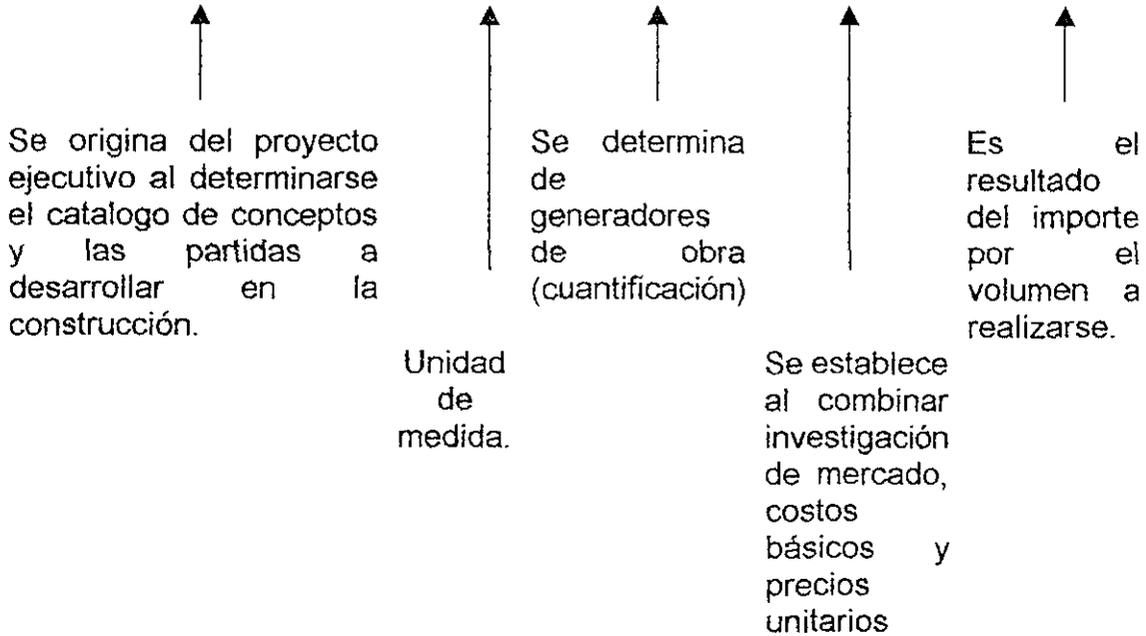 Se origina del proyecto
ejecutivo al determinarse
el catalogo de conceptos
y las partidas a
desarrollar en la
construcción.
Unidad
de
medida.
Se determina
de
generadores
de obra
(cuantificación)
Se establece
al combinar
investigación
de mercado,
costos
básicos y
precios
unitarios
Es el
resultado
del importe
por el
volumen a
realizarse.